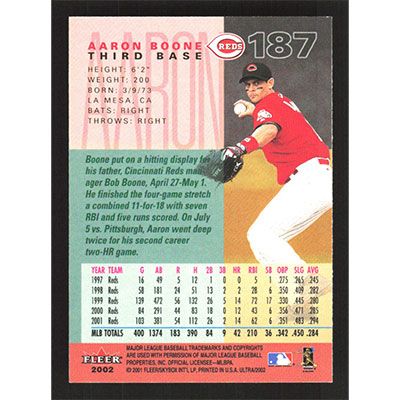 AARON
AARON BOONE
REDS
187
THIRD BASE
HEIGHT: 6'2"
WEIGHT: 200
BORN: 3/9/73
LA MESA, CA
BATS: RIGHT
THROWS: RIGHT
Boone put on a hitting display for
his father, Cincinnati Reds man-
ager Bob Boone, April 27-May 1.
He finished the four-game stretch
a combined 11-for-18 with seven
RBI and five runs scored. On July
5 vs. Pittsburgh, Aaron went deep
twice for his second career
two-HR game.
YEAR TEAM G AB R H 2B 3B HR RBI SB OBP SLG AVG
1997 Reds 16 49 5 12 1 0 0 5 1 .275 .265 .245
1998 Reds 58 181 24 51 13 2 2 28 6 .350 .409 .282
1999 Reds 139 472 56 132 26 5 14 72 17 .330 .445 .280
2000 Reds 84 291 44 83 18 0 12 43 6 .356 .471 .285
2001 Reds 103 381 54 112 26 2 14 62 6 .351 .483 .294
MLB TOTALS 400 1374 183 390 84 9 42 210 36 .342 .450 .284
FLEER
2002
MAJOR LEAGUE BASEBALL TRADEMARKS AND COPYRIGHTS
ARE USED WITH PERMISSION OF MAJOR LEAGUE BASEBALL
PROPERTIES, INC. OFFICIAL LICENSEE—MLBPA.
© 2001 FLEER/SKYBOX INT'L LP, PRINTED IN U.S.A. ULTRA/2002